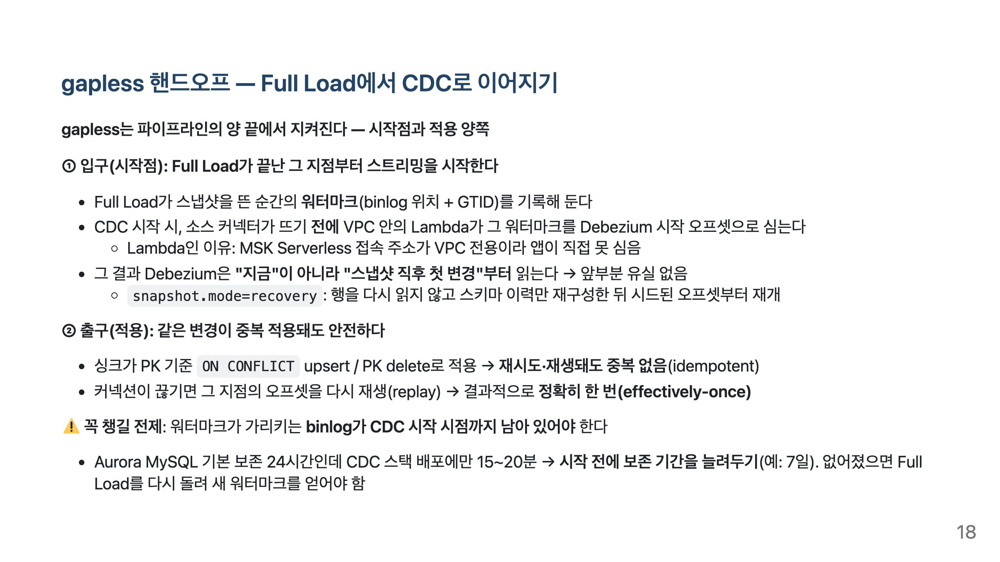 gapless 핸드오프 — Full Load에서 CDC로 이어지기
gapless는 파이프라인의 양 끝에서 지켜진다 — 시작점과 적용 양쪽
① 입구(시작점): Full Load가 끝난 그 지점부터 스트리밍을 시작한다
• Full Load가 스냅샷을 뜬 순간의 워터마크(binlog 위치 + GTID)를 기록해 둔다
• CDC 시작 시, 소스 커넥터가 뜨기 전에 VPC 안의 Lambda가 그 워터마크를 Debezium 시작 오프셋으로 심는다
○ Lambda인 이유: MSK Serverless 접속 주소가 VPC 전용이라 앱이 직접 못 심음
• 그 결과 Debezium은 "지금"이 아니라 "스냅샷 직후 첫 변경"부터 읽는다 → 앞부분 유실 없음
○ snapshot.mode=recovery : 행을 다시 읽지 않고 스키마 이력만 재구성한 뒤 시드된 오프셋부터 재개
② 출구(적용): 같은 변경이 중복 적용돼도 안전하다
• 싱크가 PK 기준 ON CONFLICT upsert / PK delete로 적용 → 재시도·재생돼도 중복 없음(idempotent)
• 커넥션이 끊기면 그 지점의 오프셋을 다시 재생(replay) → 결과적으로 정확히 한 번(effectively-once)
⚠️ 꼭 챙길 전제: 워터마크가 가리키는 binlog가 CDC 시작 시점까지 남아 있어야 한다
• Aurora MySQL 기본 보존 24시간인데 CDC 스택 배포에만 15~20분 → 시작 전에 보존 기간을 늘려두기(예: 7일). 없어졌으면 Full
Load를 다시 돌려 새 워터마크를 얻어야 함
18